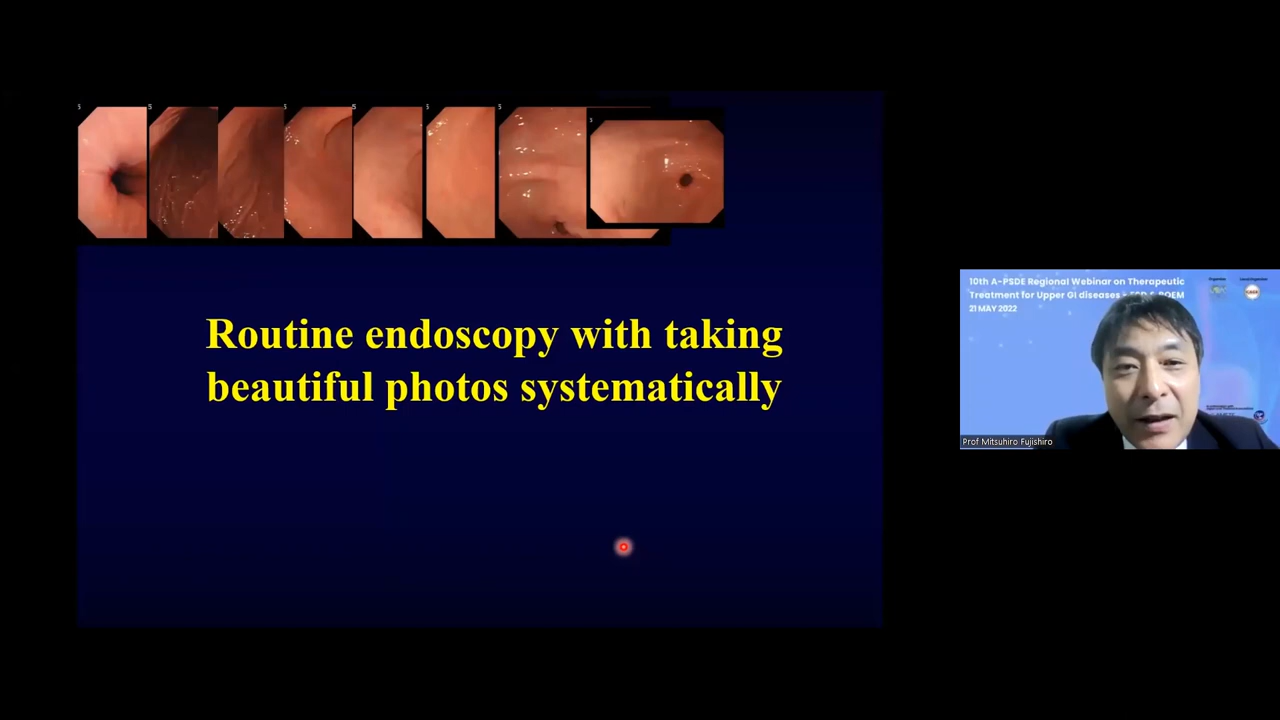 Routine endoscopy with taking
beautiful photos systematically
10th A-PSDE Regional Webinar on Therapeutic
Treatment for Upper GI diseases - ESD & POEM
21 MAY 2022
Prof Mitsuhiro Fujishiro